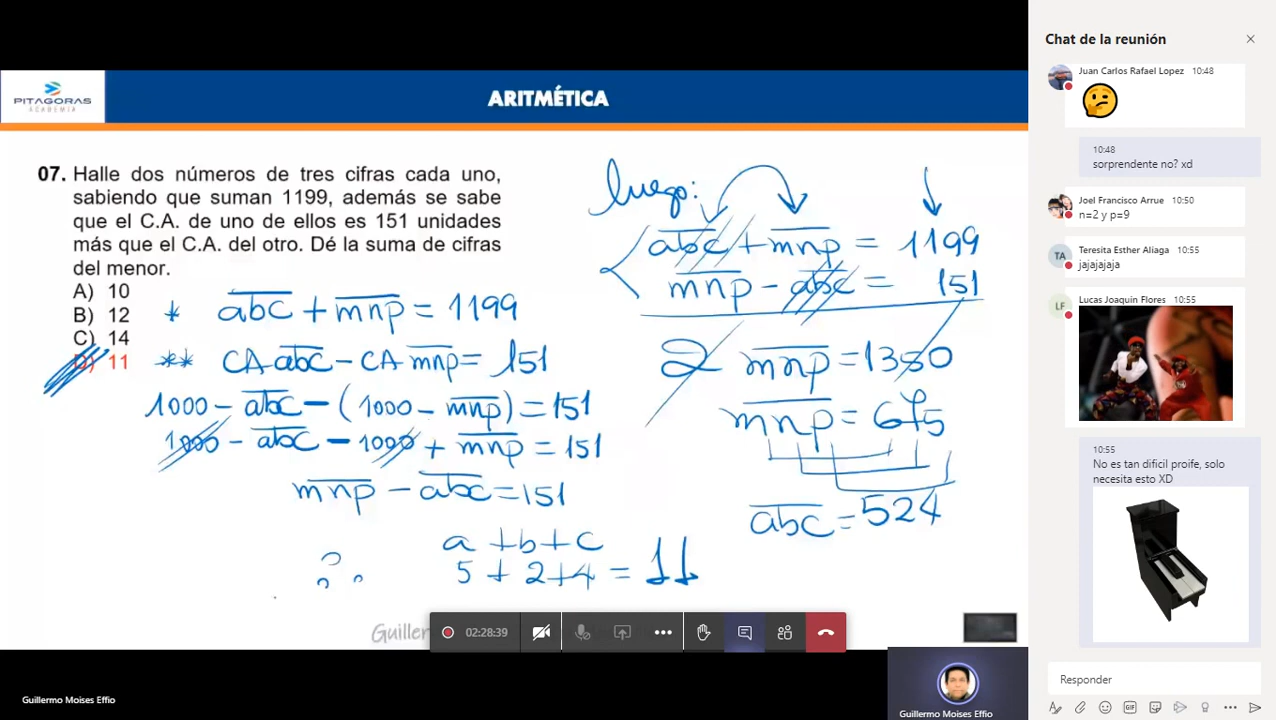 PITAGORAS
ACADEMIA
ARITMÉTICA
07. Halle dos números de tres cifras cada uno,
sabiendo que suman 1199, además se sabe
que el C.A. de uno de ellos es 151 unidades
más que el C.A. del otro. Dé la suma de cifras
del menor.
A) 10
B) 12
C) 14
D) 11
* abc + mnp = 1199
** CA abc - CA mnp = 151
1000 - abc - (1000 - mnp) = 151
1000 - abc - 1000 + mnp = 151
mnp - abc = 151
a + b + c
∴ 5 + 2 + 4 = 11
luego:
abc + mnp = 1199
mnp - abc = 151
2 mnp = 1350
mnp = 675
abc = 524
Guiller
02:28:39
Guillermo Moises Effio
Guillermo Moises Effio
Chat de la reunión
Juan Carlos Rafael Lopez 10:48
10:48
sorprendente no? xd
Joel Francisco Arrue 10:50
n=2 y p=9
TA
Teresita Esther Aliaga 10:55
jajajajaja
LF
Lucas Joaquín Flores 10:55
10:55
No es tan dificil proife, solo
necesita esto XD
Responder